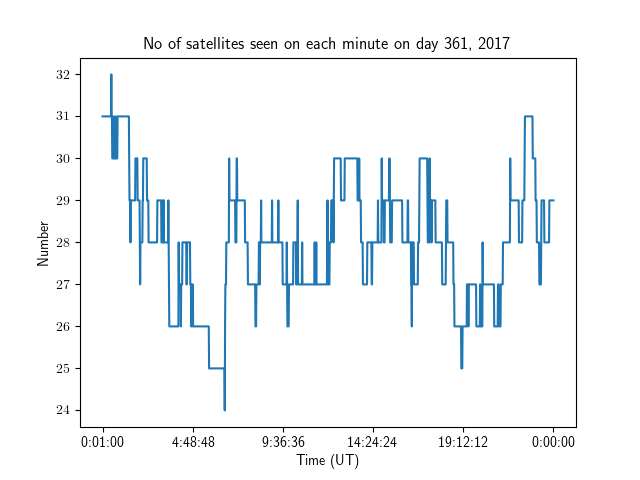 No of satellites seen on each minute on day 361, 2017
32
31
30
29
28
27
26
25
24
Number
0:01:00 4:48:48 9:36:36 14:24:24 19:12:12 0:00:00
Time (UT)